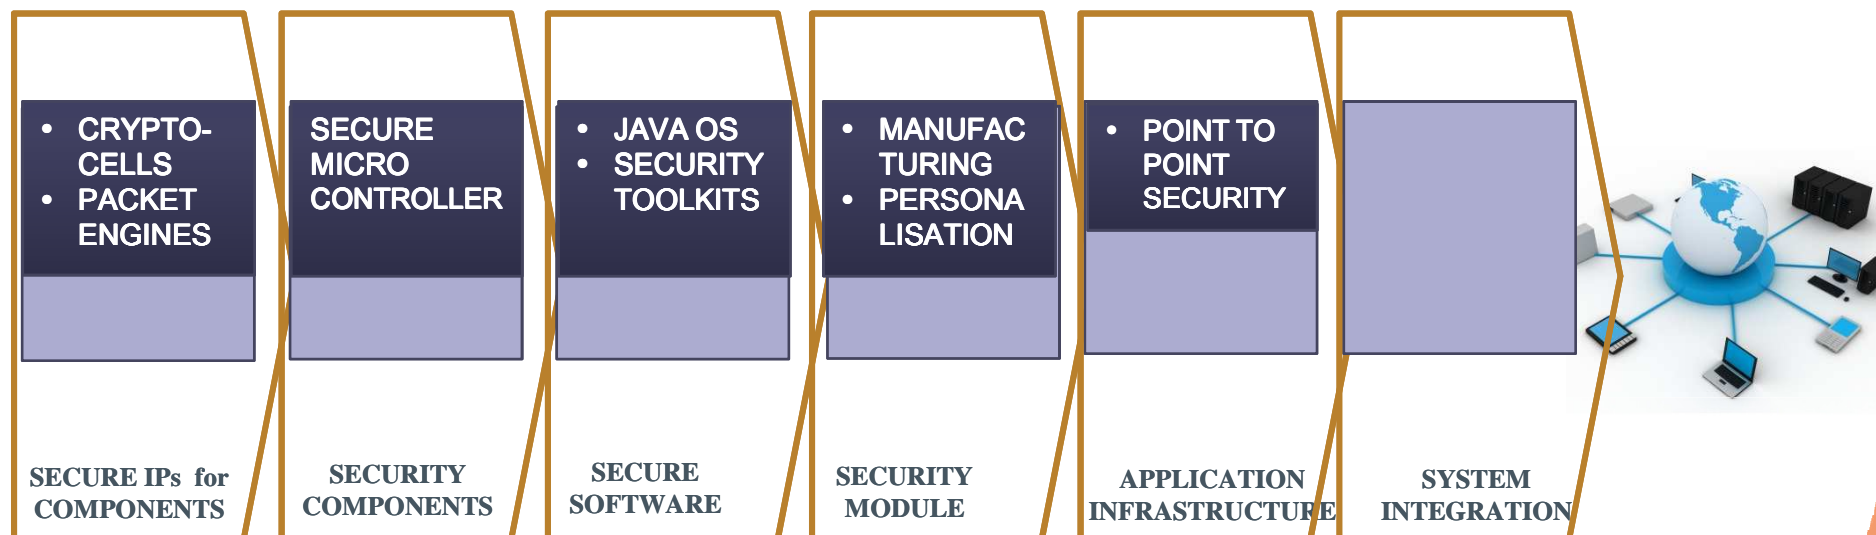 • CRYPTO-
CELLS
• PACKET
ENGINES
SECURE
MICRO
CONTROLLER
• JAVA OS
• SECURITY
TOOLKITS
• MANUFAC
TURING
• PERSONA
LISATION
• POINT TO
POINT
SECURITY
SECURE IPs for
COMPONENTS
SECURITY
COMPONENTS
SECURE
SOFTWARE
SECURITY
MODULE
APPLICATION
INFRASTRUCTURE
SYSTEM
INTEGRATION